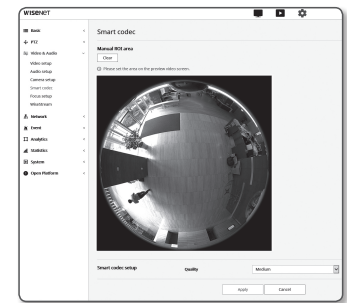 WISENET
Basic
PTZ
Video & Audio
Video setup
Audio setup
Camera setup
Smart codec
Focus setup
WiseStream
Network
Event
Analytics
Statistics
System
Open Platform
Smart codec
Manual ROI area
Clear
Please set the area on the preview video screen.
Smart codec setup
Quality
Medium
Apply
Cancel